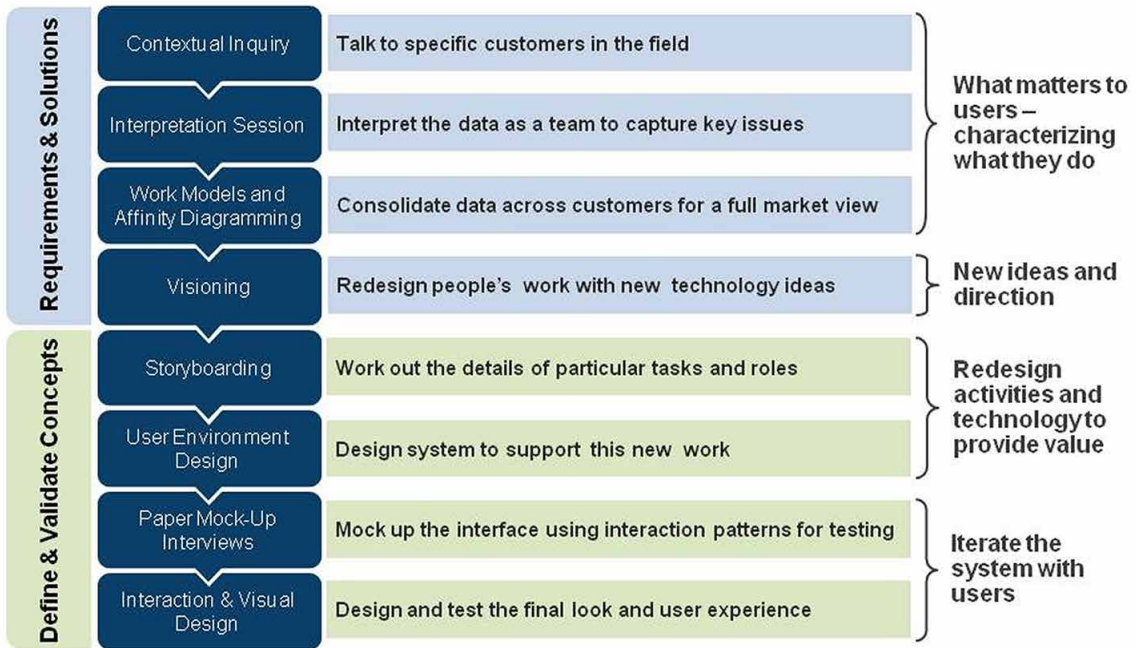 Requirements & Solutions
Contextual Inquiry
Talk to specific customers in the field
Interpretation Session
Interpret the data as a team to capture key issues
Work Models and
Affinity Diagramming
Consolidate data across customers for a full market view
What matters to
users –
characterizing
what they do
Visioning
Redesign people's work with new technology ideas
New ideas and
direction
Define & Validate Concepts
Storyboarding
Work out the details of particular tasks and roles
User Environment
Design
Design system to support this new work
Redesign
activities and
technology to
provide value
Paper Mock-Up
Interviews
Mock up the interface using interaction patterns for testing
Interaction & Visual
Design
Design and test the final look and user experience
Iterate the
system with
users